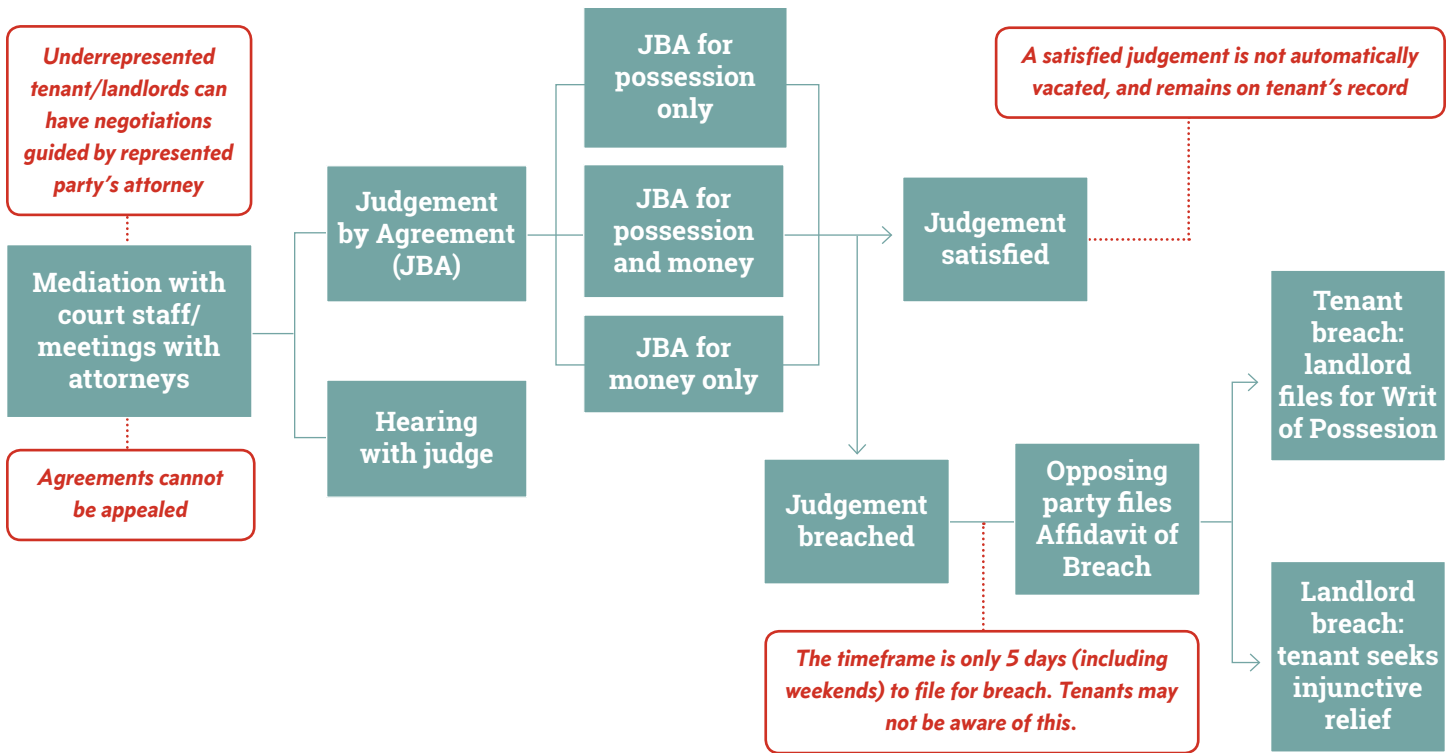 Underrepresented
tenant/landlords can
have negotiations
guided by represented
party's attorney
Mediation with
court staff/
meetings with
attorneys
Agreements cannot
be appealed
Judgement
by Agreement
(JBA)
Hearing
with judge
JBA for
possession
only
JBA for
possession
and money
JBA for
money only
A satisfied judgement is not automatically
vacated, and remains on tenant's record
Judgement
satisfied
Judgement
breached
The timeframe is only 5 days (including
weekends) to file for breach. Tenants may
not be aware of this.
Opposing
party files
Affidavit of
Breach
Tenant
breach:
landlord
files for Writ
of Possesion
Landlord
breach:
tenant seeks
injunctive
relief